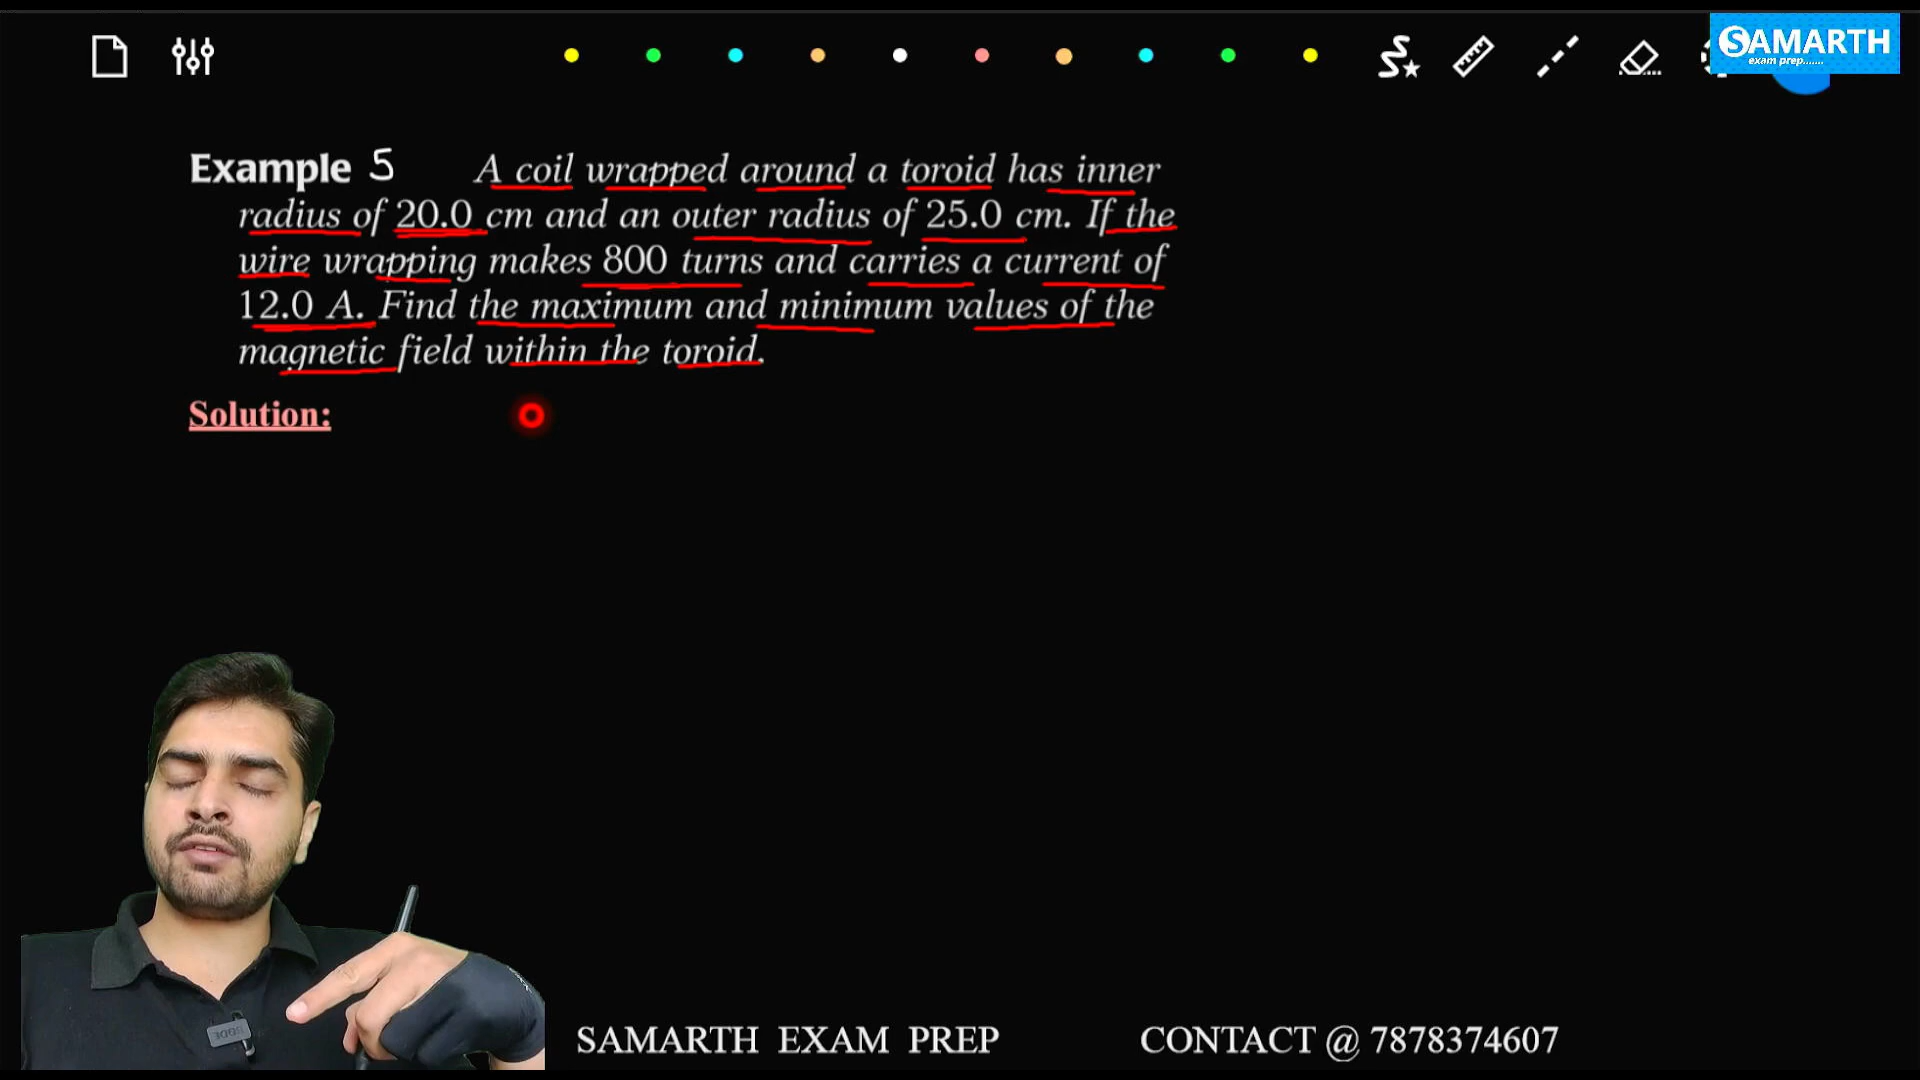 SAMARTH
exam prep.......
Example 5 A coil wrapped around a toroid has inner
radius of 20.0 cm and an outer radius of 25.0 cm. If the
wire wrapping makes 800 turns and carries a current of
12.0 A. Find the maximum and minimum values of the
magnetic field within the toroid.
Solution:
SAMARTH EXAM PREP CONTACT @ 7878374607